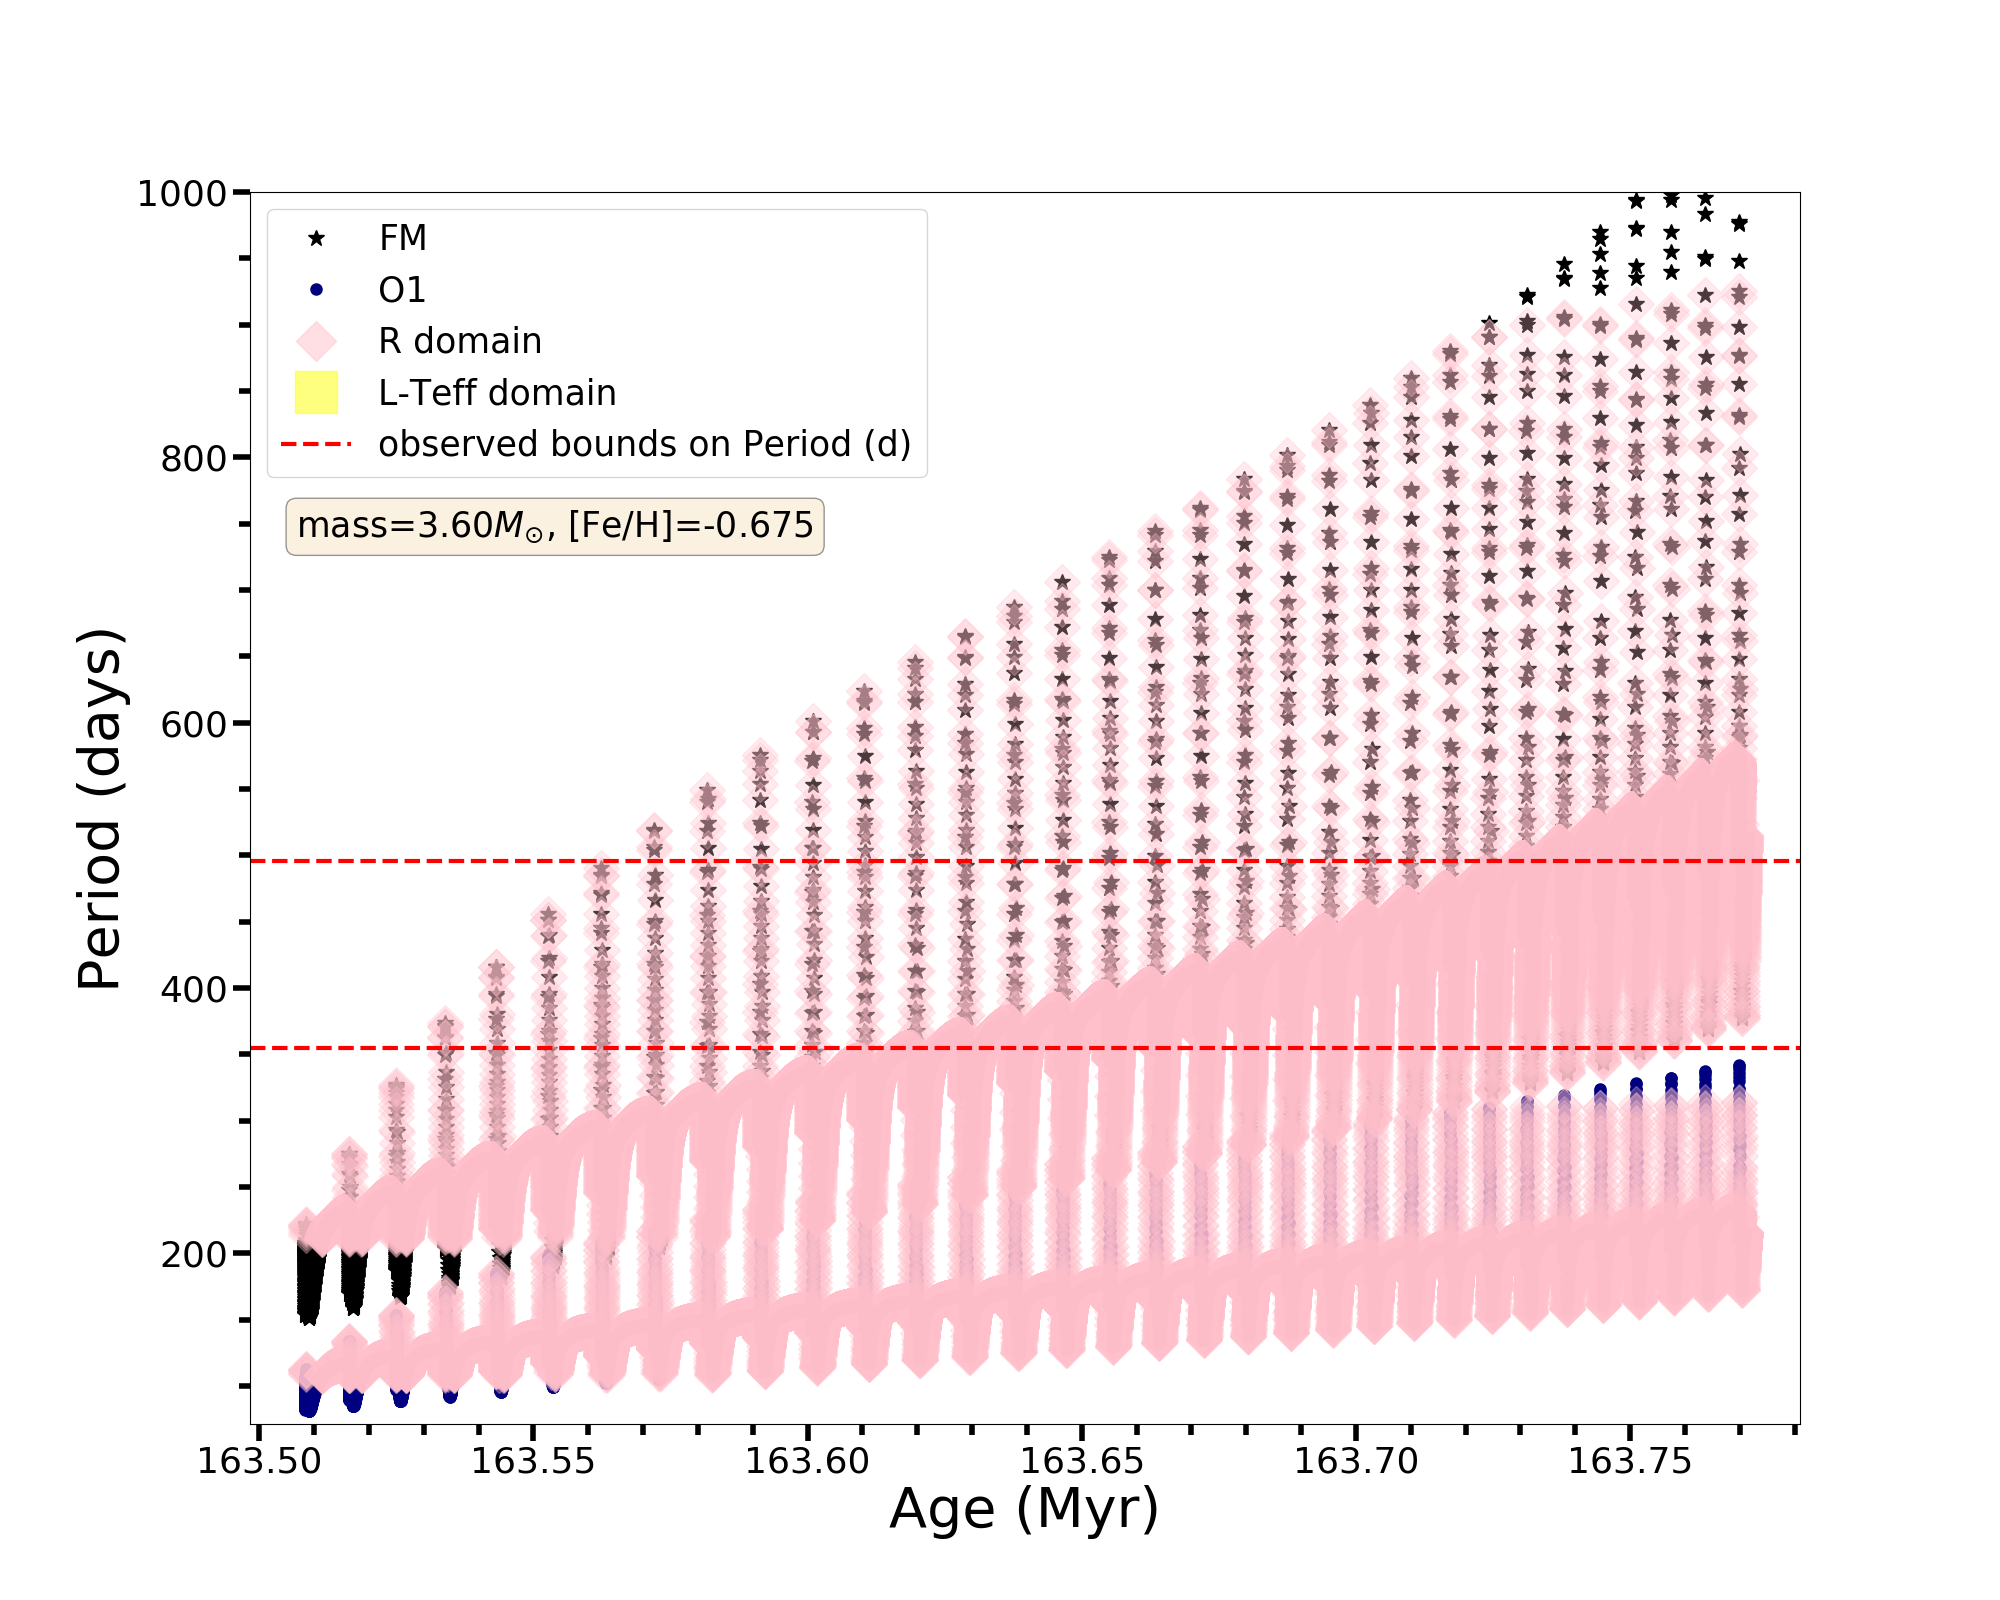 1000
800
600
400
200
Period (days)
FM
O1
R domain
L-Teff domain
observed bounds on Period (d)
mass=3.60M⊙, [Fe/H]=-0.675
163.50 163.55 163.60 163.65 163.70 163.75
Age (Myr)